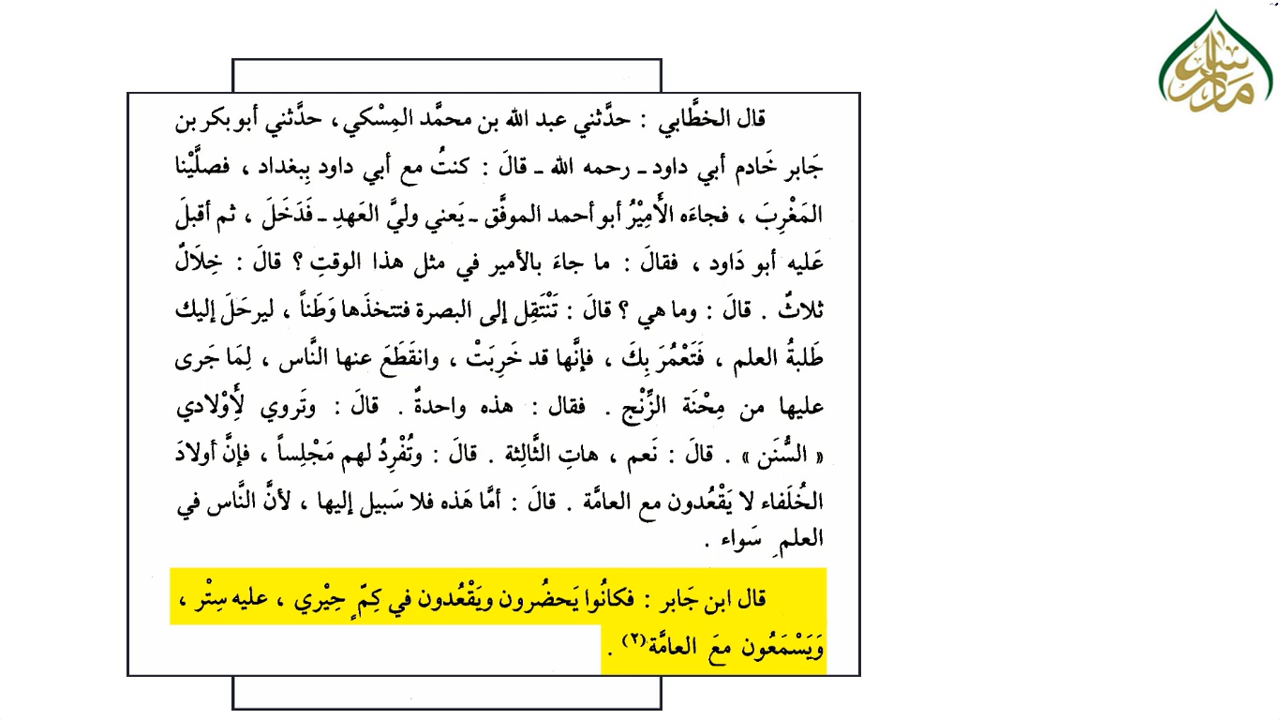 قال الخطَّابي : حدَّثني عبد الله بن محمَّد المِسْكي ، حدَّثني أبو بكر بن
جَابر خَادم أبي داود ـ رحمه الله ـ قالَ : كنتُ مع أبي داود بِبغداد ، فصلَّيْنا
المَغْرِبَ ، فجاءَه الأَمِيْرُ أبو أحمد الموفَّق ـ يَعني وليَّ العَهدِ ـ فَدَخَلَ ، ثم أقبلَ
عَليه أبو دَاود ، فقالَ : ما جاءَ بالأمير في مثل هذا الوقتِ ؟ قالَ : خِلَالٌ
ثلاثٌ . قالَ : وما هي ؟ قالَ : تَنْتَقِل إلى البصرة فتتخذَها وَطَناً ، ليرحَلَ إليك
طَلبةُ العلم ، فَتَعْمُرَ بِكَ ، فإنَّها قد خَرِبَتْ ، وانقَطَعَ عنها النَّاس ، لِمَا جَرى
عليها من مِحْنَة الزِّنْج . فقال : هذه واحدةٌ . قالَ : وتَروي لأَِوْلادي
« السُّنَن » . قالَ : نَعم ، هاتِ الثَّالِثة . قالَ : وتُفْرِدُ لهم مَجْلِساً ، فإنَّ أولادَ
الخُلَفاء لا يَقْعُدون مع العامَّة . قالَ : أمَّا هَذه فلا سَبيل إليها ، لأنَّ النَّاس في
العلمِ سَواء .
قال ابن جَابر : فكانُوا يَحضُرون ويَقْعُدون في كِمٍّ حِيْري ، عليه سِتْر ،
وَيَسْمَعُون معَ العامَّة(٢) .